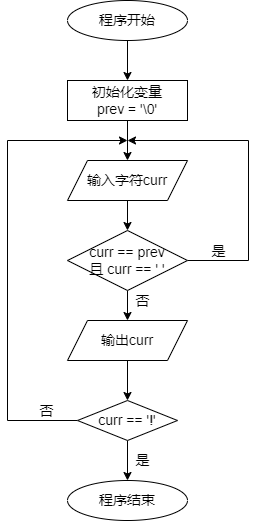 程序开始
初始化变量
prev = '\0'
输入字符curr
curr == prev
且 curr == ' '
是
否
输出curr
否
curr == '!'
是
程序结束